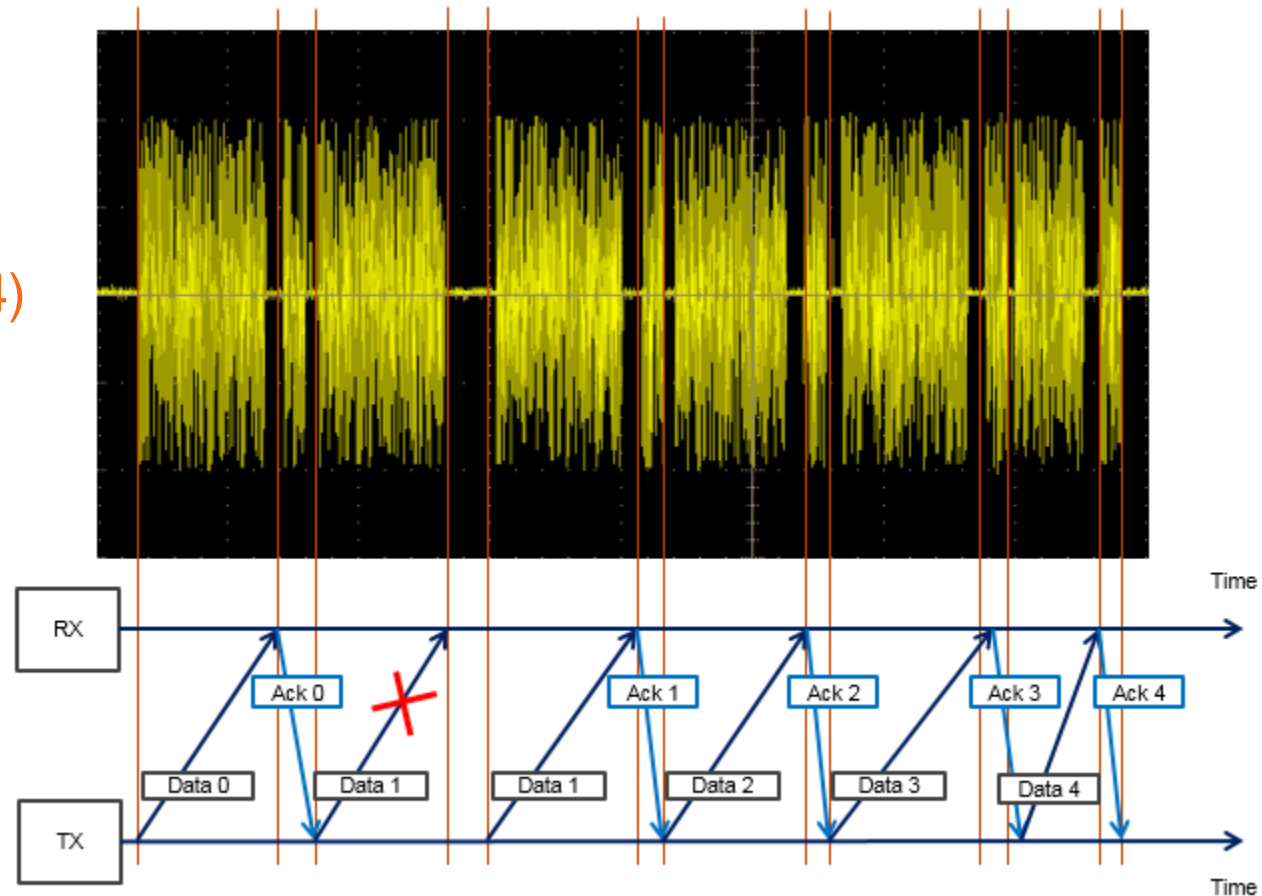 4)
Time
RX
Ack 0
Ack 1
Ack 2
Ack 3
Ack 4
Data 0
Data 1
Data 1
Data 2
Data 3
Data 4
TX
Time